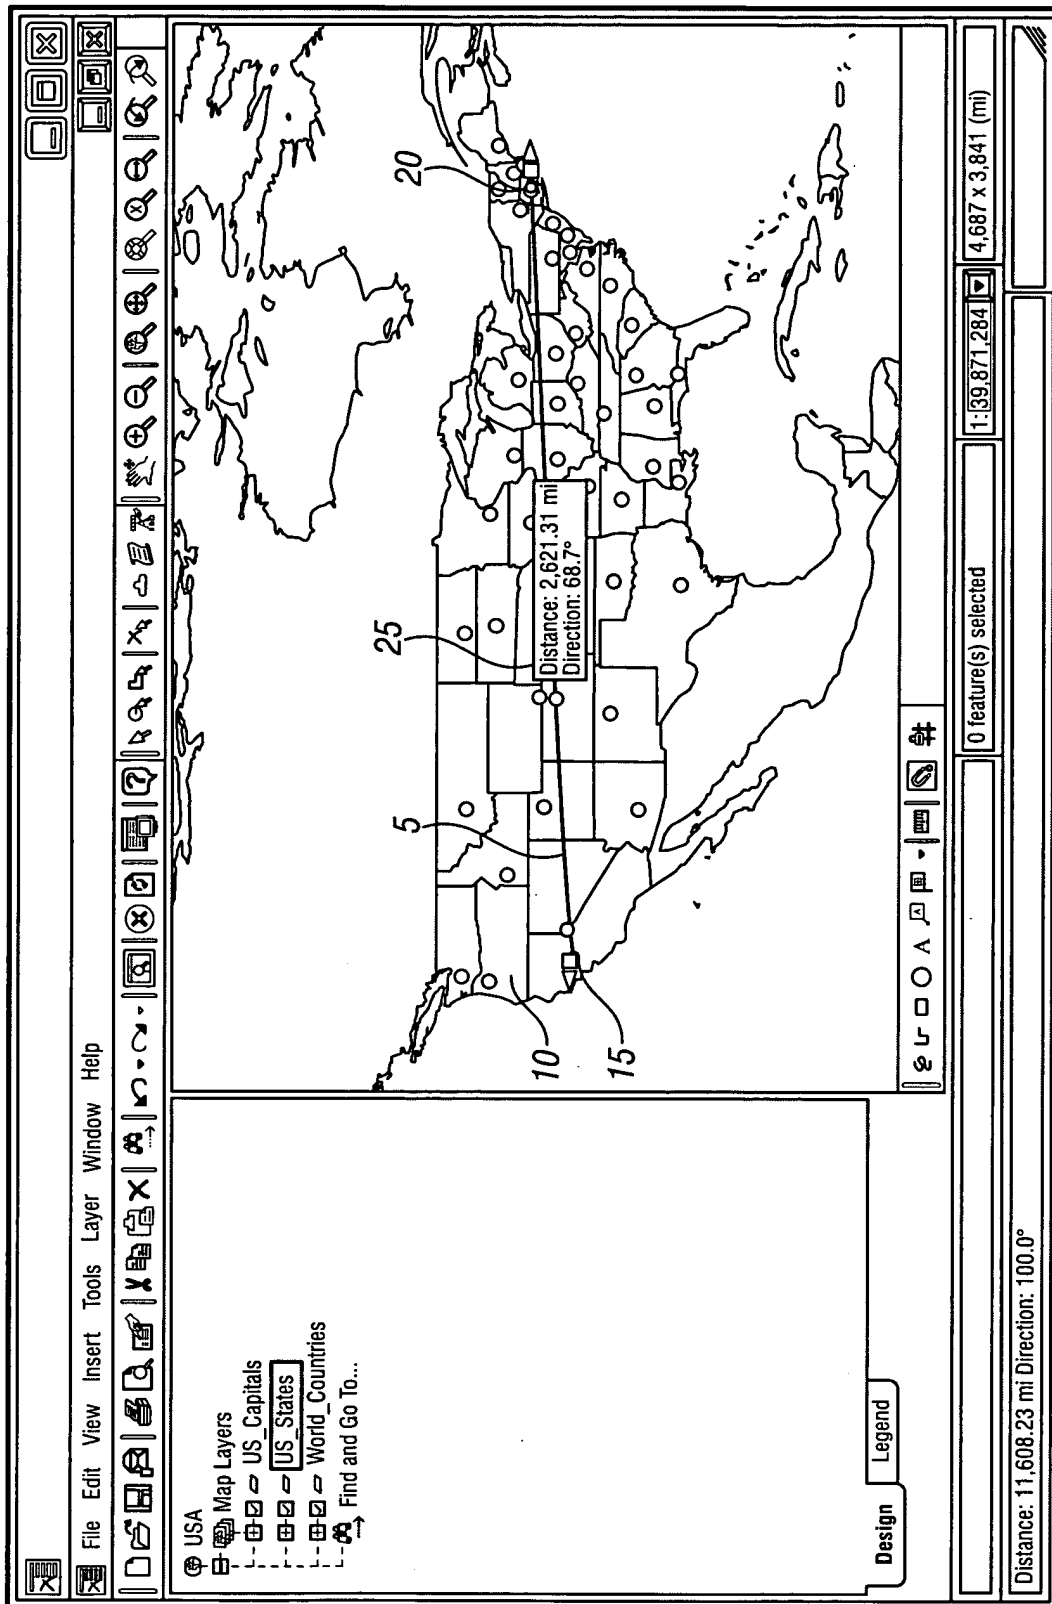 File Edit View Insert Tools Layer Window Help
USA
Map Layers
US_Capitals
US_States
World_Countries
Find and Go To...
Design
Legend
5
10
15
20
25
Distance: 2,621.31 mi
Direction: 68.7°
A
0 feature(s) selected
1: 39,871,284
4,687 x 3,841 (mi)
Distance: 11,608.23 mi Direction: 100.0°